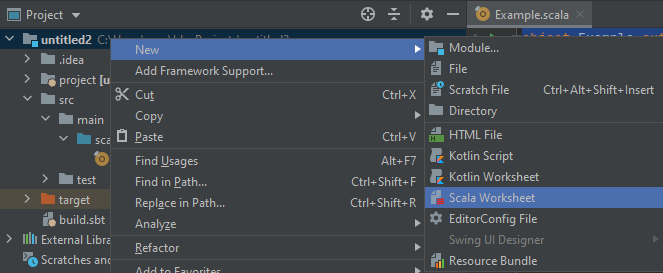 Project
Example.scala
untitled2
New
Module...
.idea
Add Framework Support...
File
project
Cut Ctrl+X
Scratch File Ctrl+Alt+Shift+Insert
src
Copy
Directory
main
Paste Ctrl+V
HTML File
Find Usages Alt+F7
Kotlin Script
Find in Path... Ctrl+Shift+F
Kotlin Worksheet
test
Replace in Path... Ctrl+Shift+R
Scala Worksheet
target
Analyze
EditorConfig File
build.sbt
Refactor
Swing UI Designer
External Libra
Resource Bundle
Scratches and
Add to Favorites